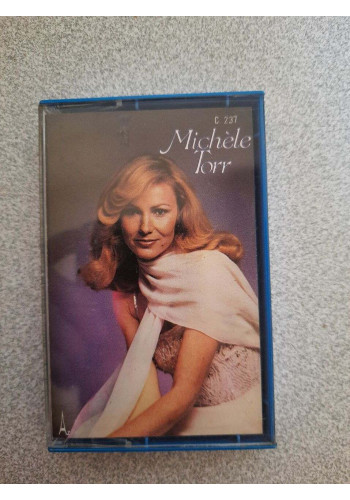 C 237
Michèle
Torr
A